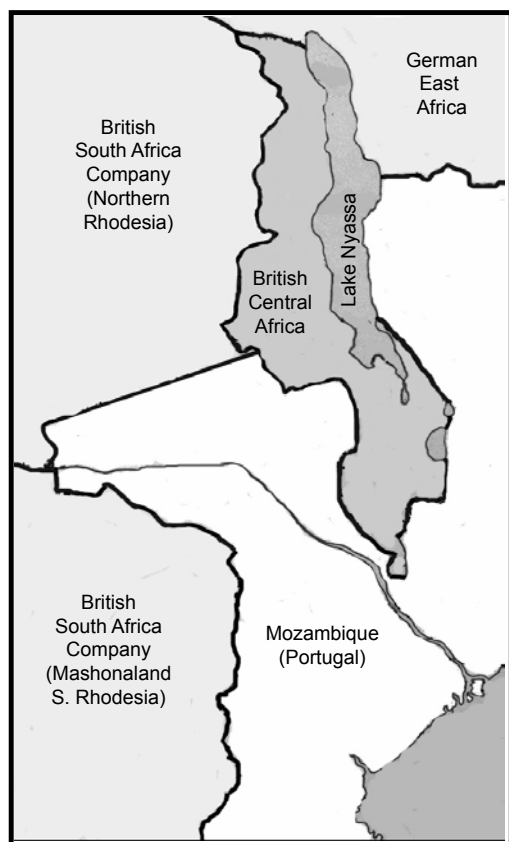 German
East
Africa
British
South Africa
Company
(Northern
Rhodesia)
Lake Nyassa
British
Central
Africa
British
South Africa
Company
(Mashonaland
S. Rhodesia)
Mozambique
(Portugal)